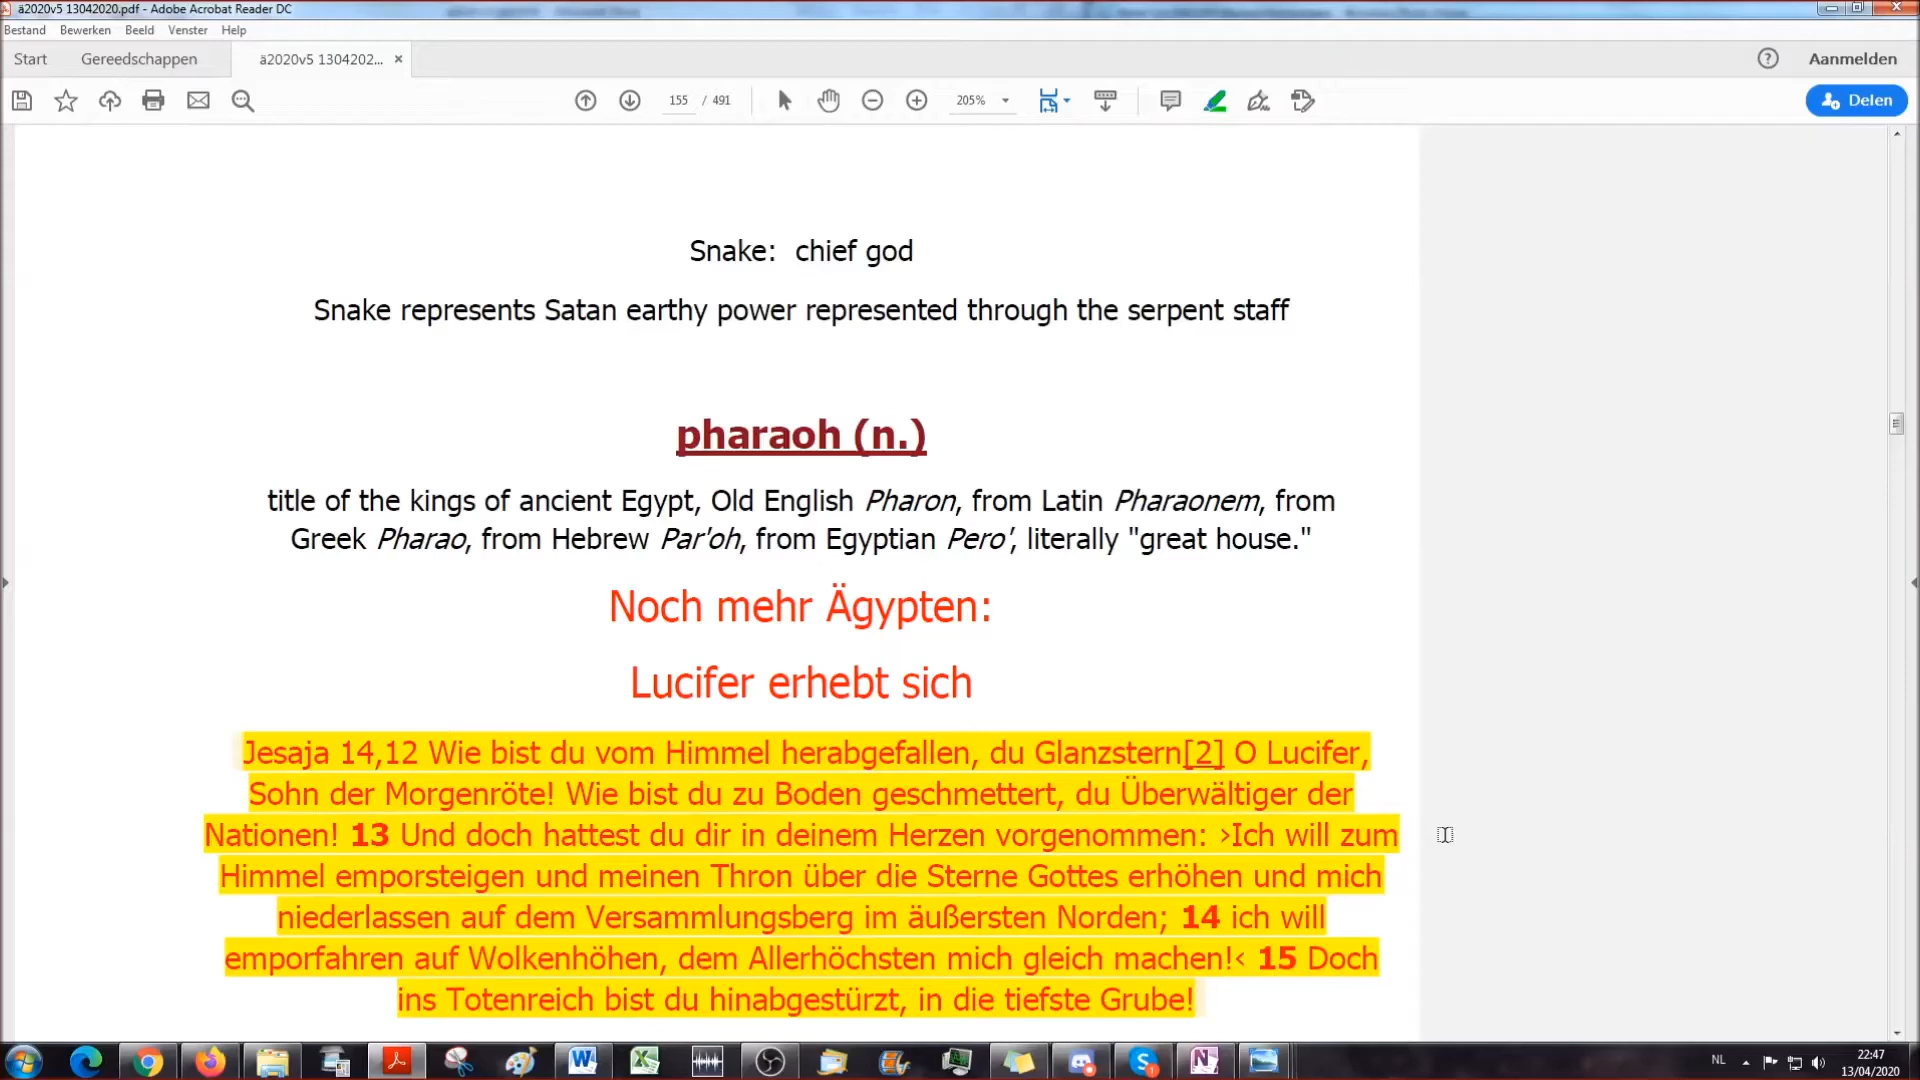 ä2020v5 13042020.pdf - Adobe Acrobat Reader DC
Bestand Bewerken Beeld Venster Help
Start Gereedschappen ä2020v5 1304202... × Aanmelden
155 / 491 205% Delen
Snake: chief god
Snake represents Satan earthy power represented through the serpent staff
pharaoh (n.)
title of the kings of ancient Egypt, Old English Pharon, from Latin Pharaonem, from
Greek Pharao, from Hebrew Par'oh, from Egyptian Pero', literally "great house."
Noch mehr Ägypten:
Lucifer erhebt sich
Jesaja 14,12 Wie bist du vom Himmel herabgefallen, du Glanzstern[2] O Lucifer,
Sohn der Morgenröte! Wie bist du zu Boden geschmettert, du Überwältiger der
Nationen! 13 Und doch hattest du dir in deinem Herzen vorgenommen: ›Ich will zum
Himmel emporsteigen und meinen Thron über die Sterne Gottes erhöhen und mich
niederlassen auf dem Versammlungsberg im äußersten Norden; 14 ich will
emporfahren auf Wolkenhöhen, dem Allerhöchsten mich gleich machen!‹ 15 Doch
ins Totenreich bist du hinabgestürzt, in die tiefste Grube!
NL 22:47
13/04/2020